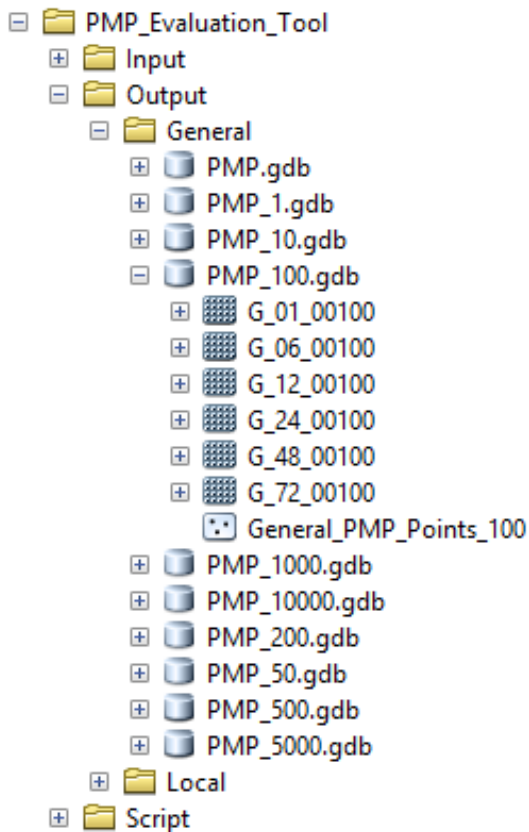 PMP_Evaluation_Tool
Input
Output
General
PMP.gdb
PMP_1.gdb
PMP_10.gdb
PMP_100.gdb
G_01_00100
G_06_00100
G_12_00100
G_24_00100
G_48_00100
G_72_00100
General_PMP_Points_100
PMP_1000.gdb
PMP_10000.gdb
PMP_200.gdb
PMP_50.gdb
PMP_500.gdb
PMP_5000.gdb
Local
Script